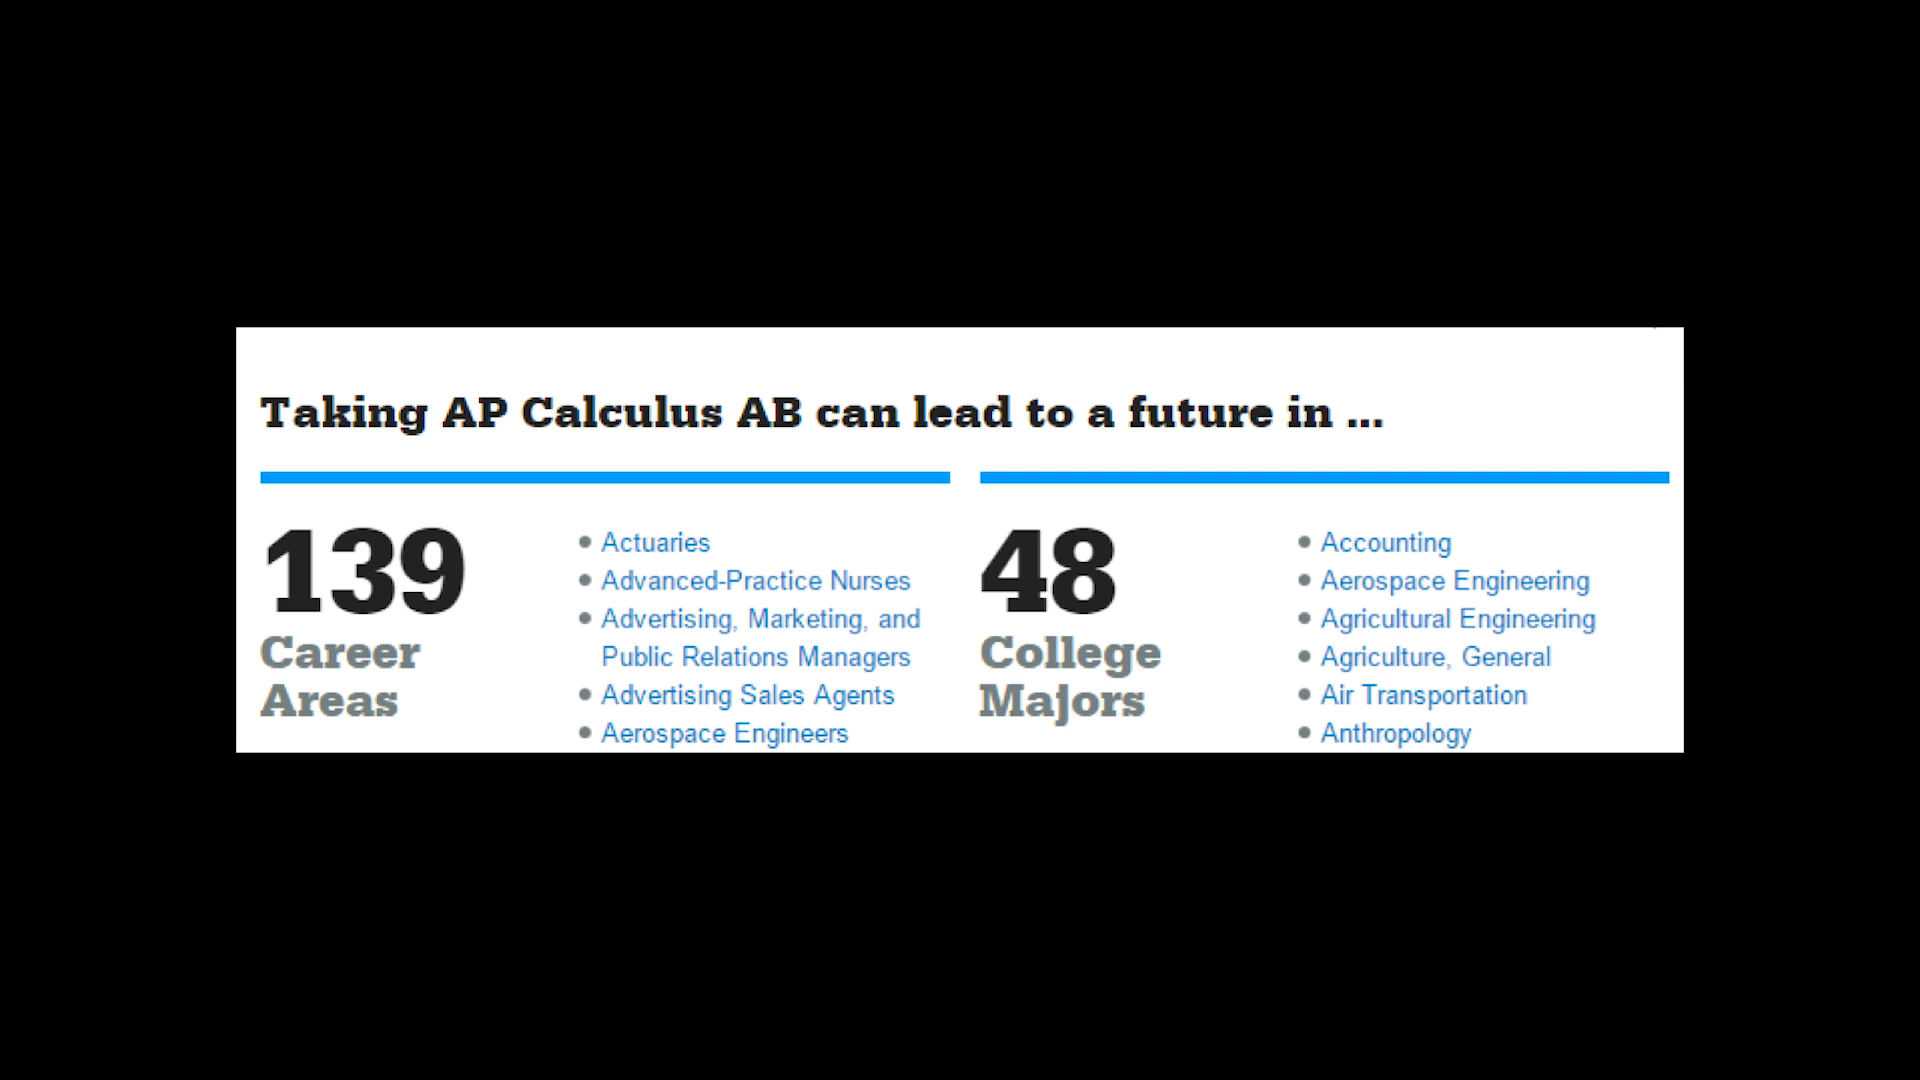 Taking AP Calculus AB can lead to a future in ...
139
Career
Areas
• Actuaries
• Advanced-Practice Nurses
• Advertising, Marketing, and
Public Relations Managers
• Advertising Sales Agents
• Aerospace Engineers
48
College
Majors
• Accounting
• Aerospace Engineering
• Agricultural Engineering
• Agriculture, General
• Air Transportation
• Anthropology